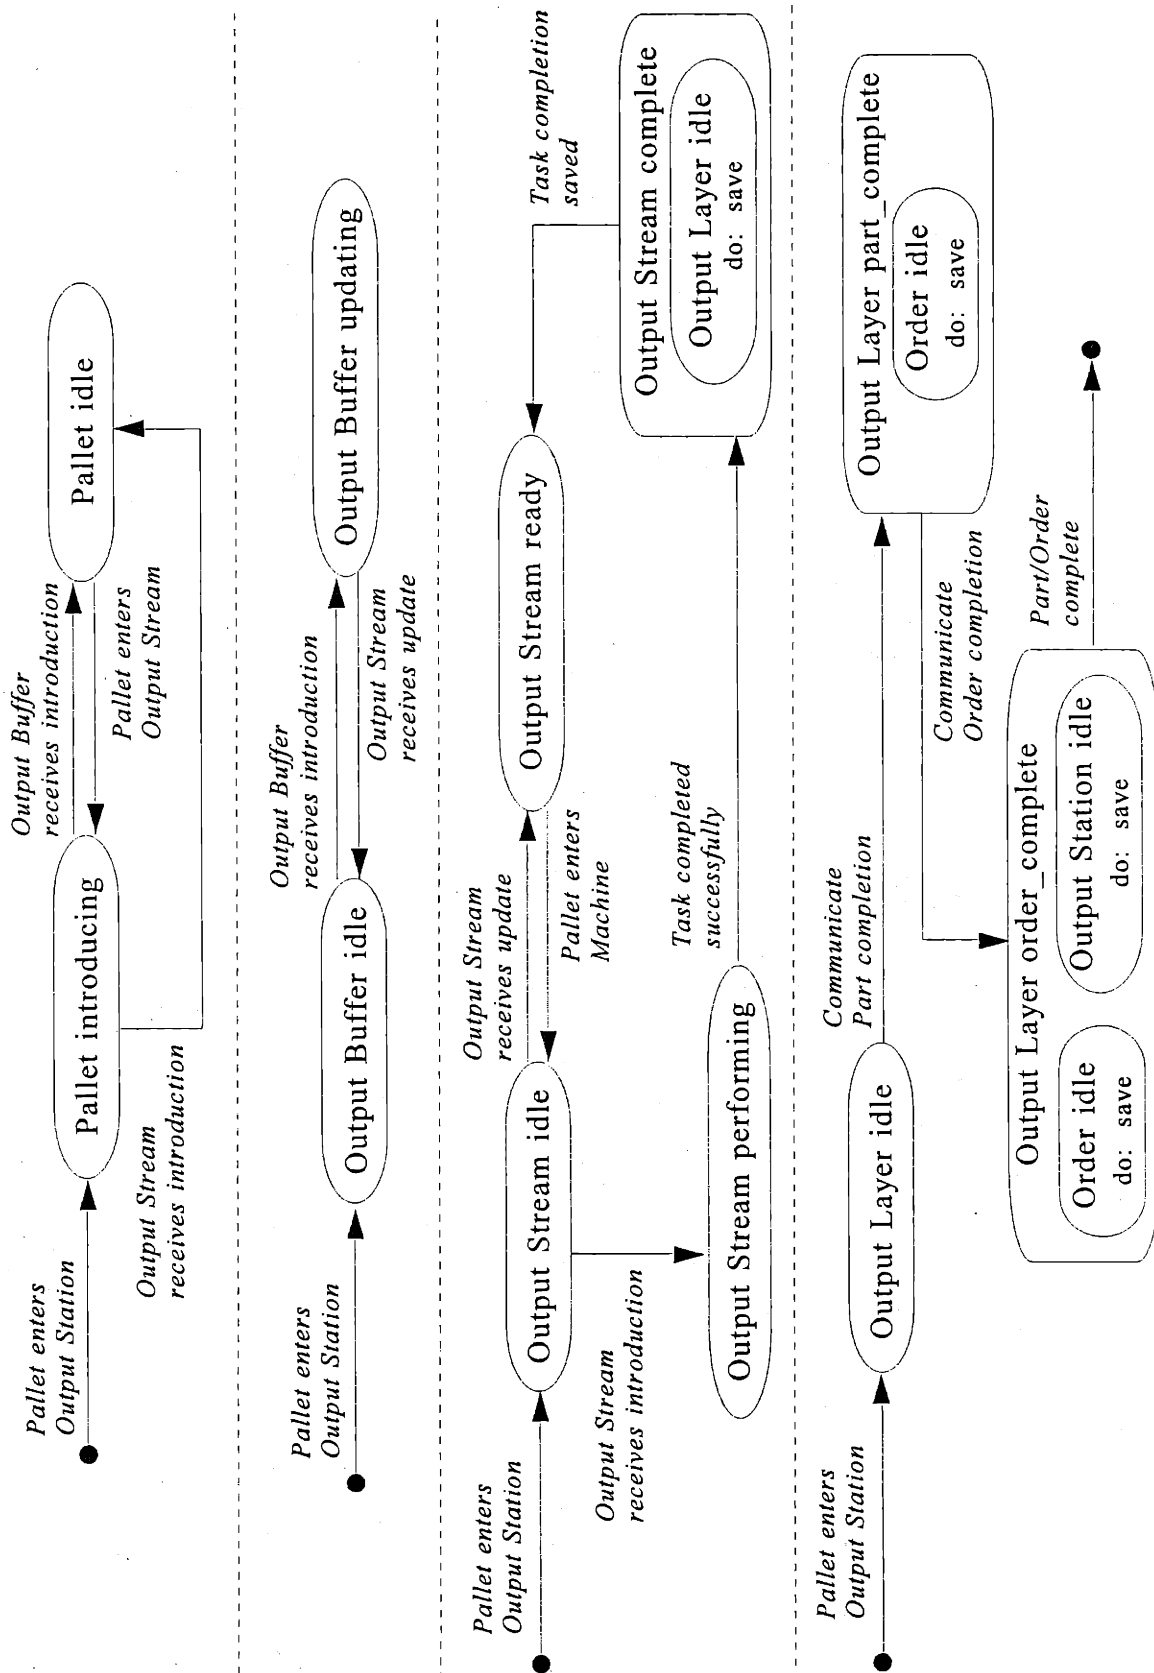 Pallet enters
Output Station
Pallet introducing
Output Buffer
receives introduction
Pallet enters
Output Stream
Pallet idle
Output Stream
receives introduction
Pallet enters
Output Station
Output Buffer idle
Output Buffer
receives introduction
Output Stream
receives update
Output Buffer updating
Pallet enters
Output Station
Output Stream idle
Output Stream
receives update
Pallet enters
Machine
Output Stream ready
Task completion
saved
Output Stream
receives introduction
Output Stream performing
Task completed
successfully
Output Stream complete
Output Layer idle
do: save
Pallet enters
Output Station
Output Layer idle
Communicate
Part completion
Output Layer part_complete
Order idle
do: save
Communicate
Order completion
Output Layer order_complete
Order idle
do: save
Output Station idle
do: save
Part/Order
complete